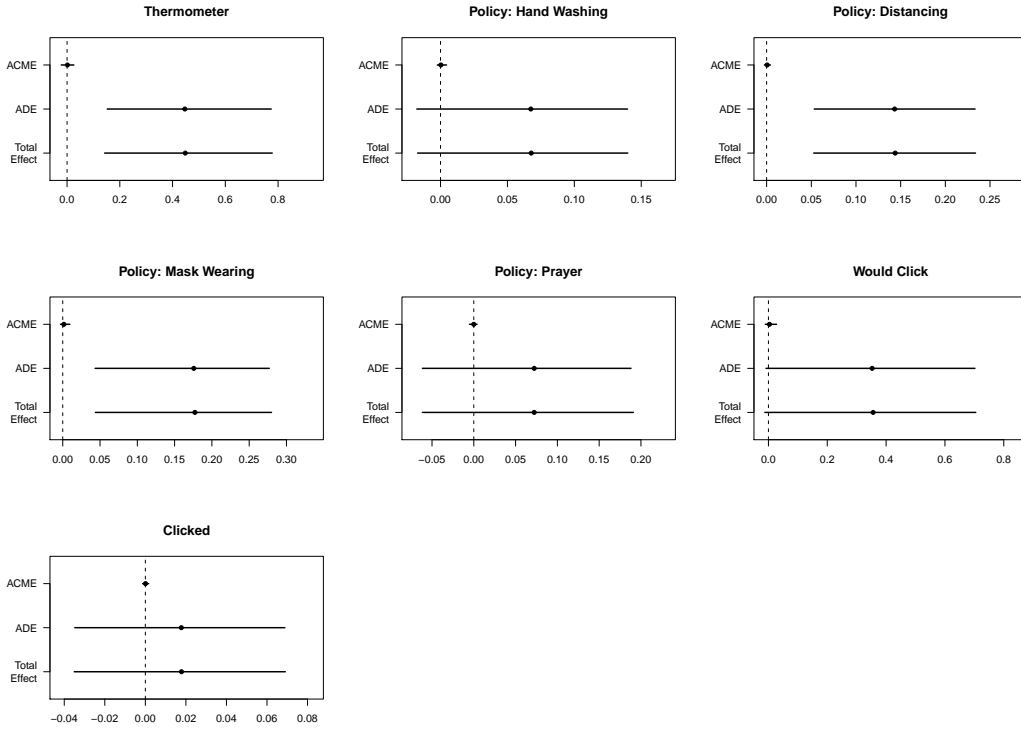 Thermometer
ACME
ADE
Total
Effect
0.0 0.2 0.4 0.6 0.8
Policy: Hand Washing
ACME
ADE
Total
Effect
0.00 0.05 0.10 0.15
Policy: Distancing
ACME
ADE
Total
Effect
0.00 0.05 0.10 0.15 0.20 0.25
Policy: Mask Wearing
ACME
ADE
Total
Effect
0.00 0.05 0.10 0.15 0.20 0.25 0.30
Policy: Prayer
ACME
ADE
Total
Effect
−0.05 0.00 0.05 0.10 0.15 0.20
Would Click
ACME
ADE
Total
Effect
0.0 0.2 0.4 0.6 0.8
Clicked
ACME
ADE
Total
Effect
−0.04 −0.02 0.00 0.02 0.04 0.06 0.08